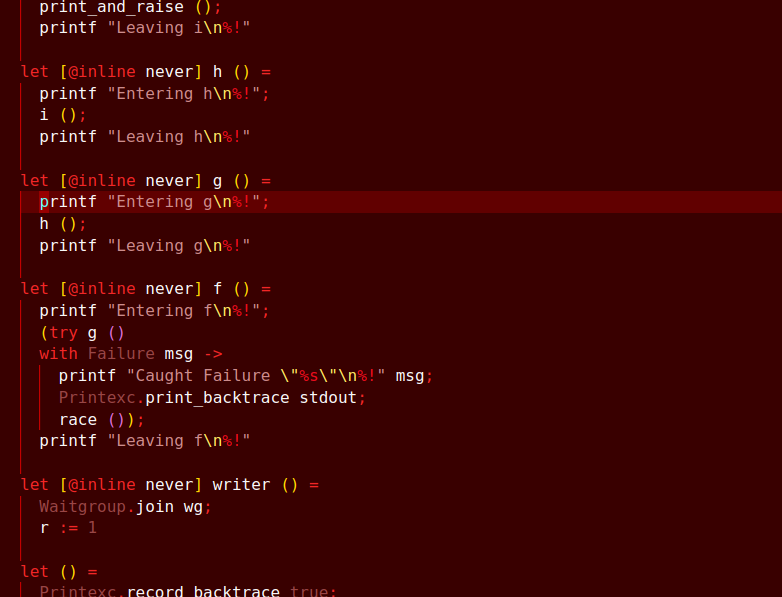 print_and_raise ();
printf "Leaving i\n%!"
let [@inline never] h () =
printf "Entering h\n%!";
i ();
printf "Leaving h\n%!"
let [@inline never] g () =
printf "Entering g\n%!";
h ();
printf "Leaving g\n%!"
let [@inline never] f () =
printf "Entering f\n%!";
(try g ()
with Failure msg ->
printf "Caught Failure \"%s\"\n%!" msg;
Printexc.print_backtrace stdout;
race ());
printf "Leaving f\n%!"
let [@inline never] writer () =
Waitgroup.join wg;
r := 1
let () =
Printexc.record_backtrace true;